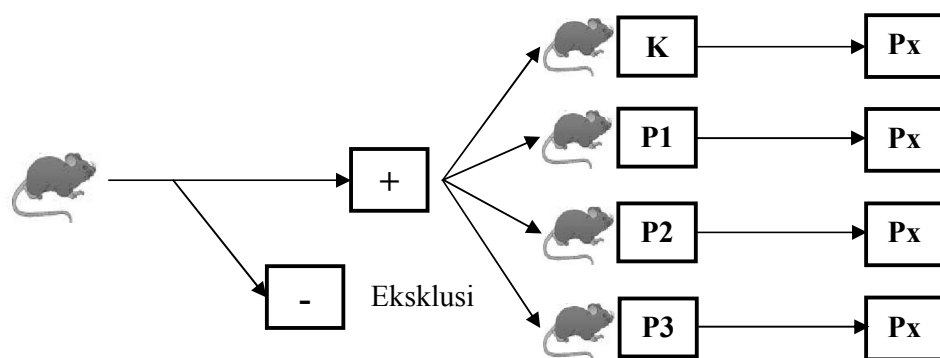 K Px
P1 Px
+
P2 Px
- Eksklusi
P3 Px